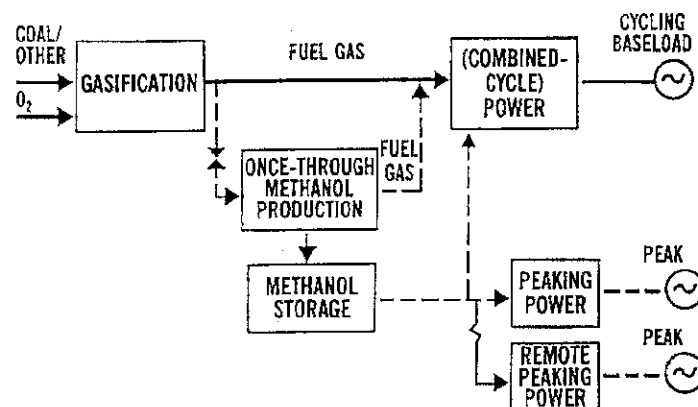 COAL/
OTHER
O2
GASIFICATION
FUEL GAS
(COMBINED-
CYCLE)
POWER
CYCLING
BASELOAD
ONCE-THROUGH
METHANOL
PRODUCTION
FUEL
GAS
METHANOL
STORAGE
PEAKING
POWER
PEAK
REMOTE
PEAKING
POWER
PEAK